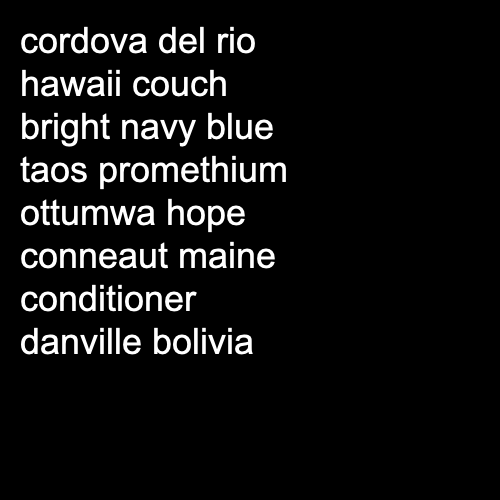 cordova del rio
hawaii couch
bright navy blue
taos promethium
ottumwa hope
conneaut maine
conditioner
danville bolivia